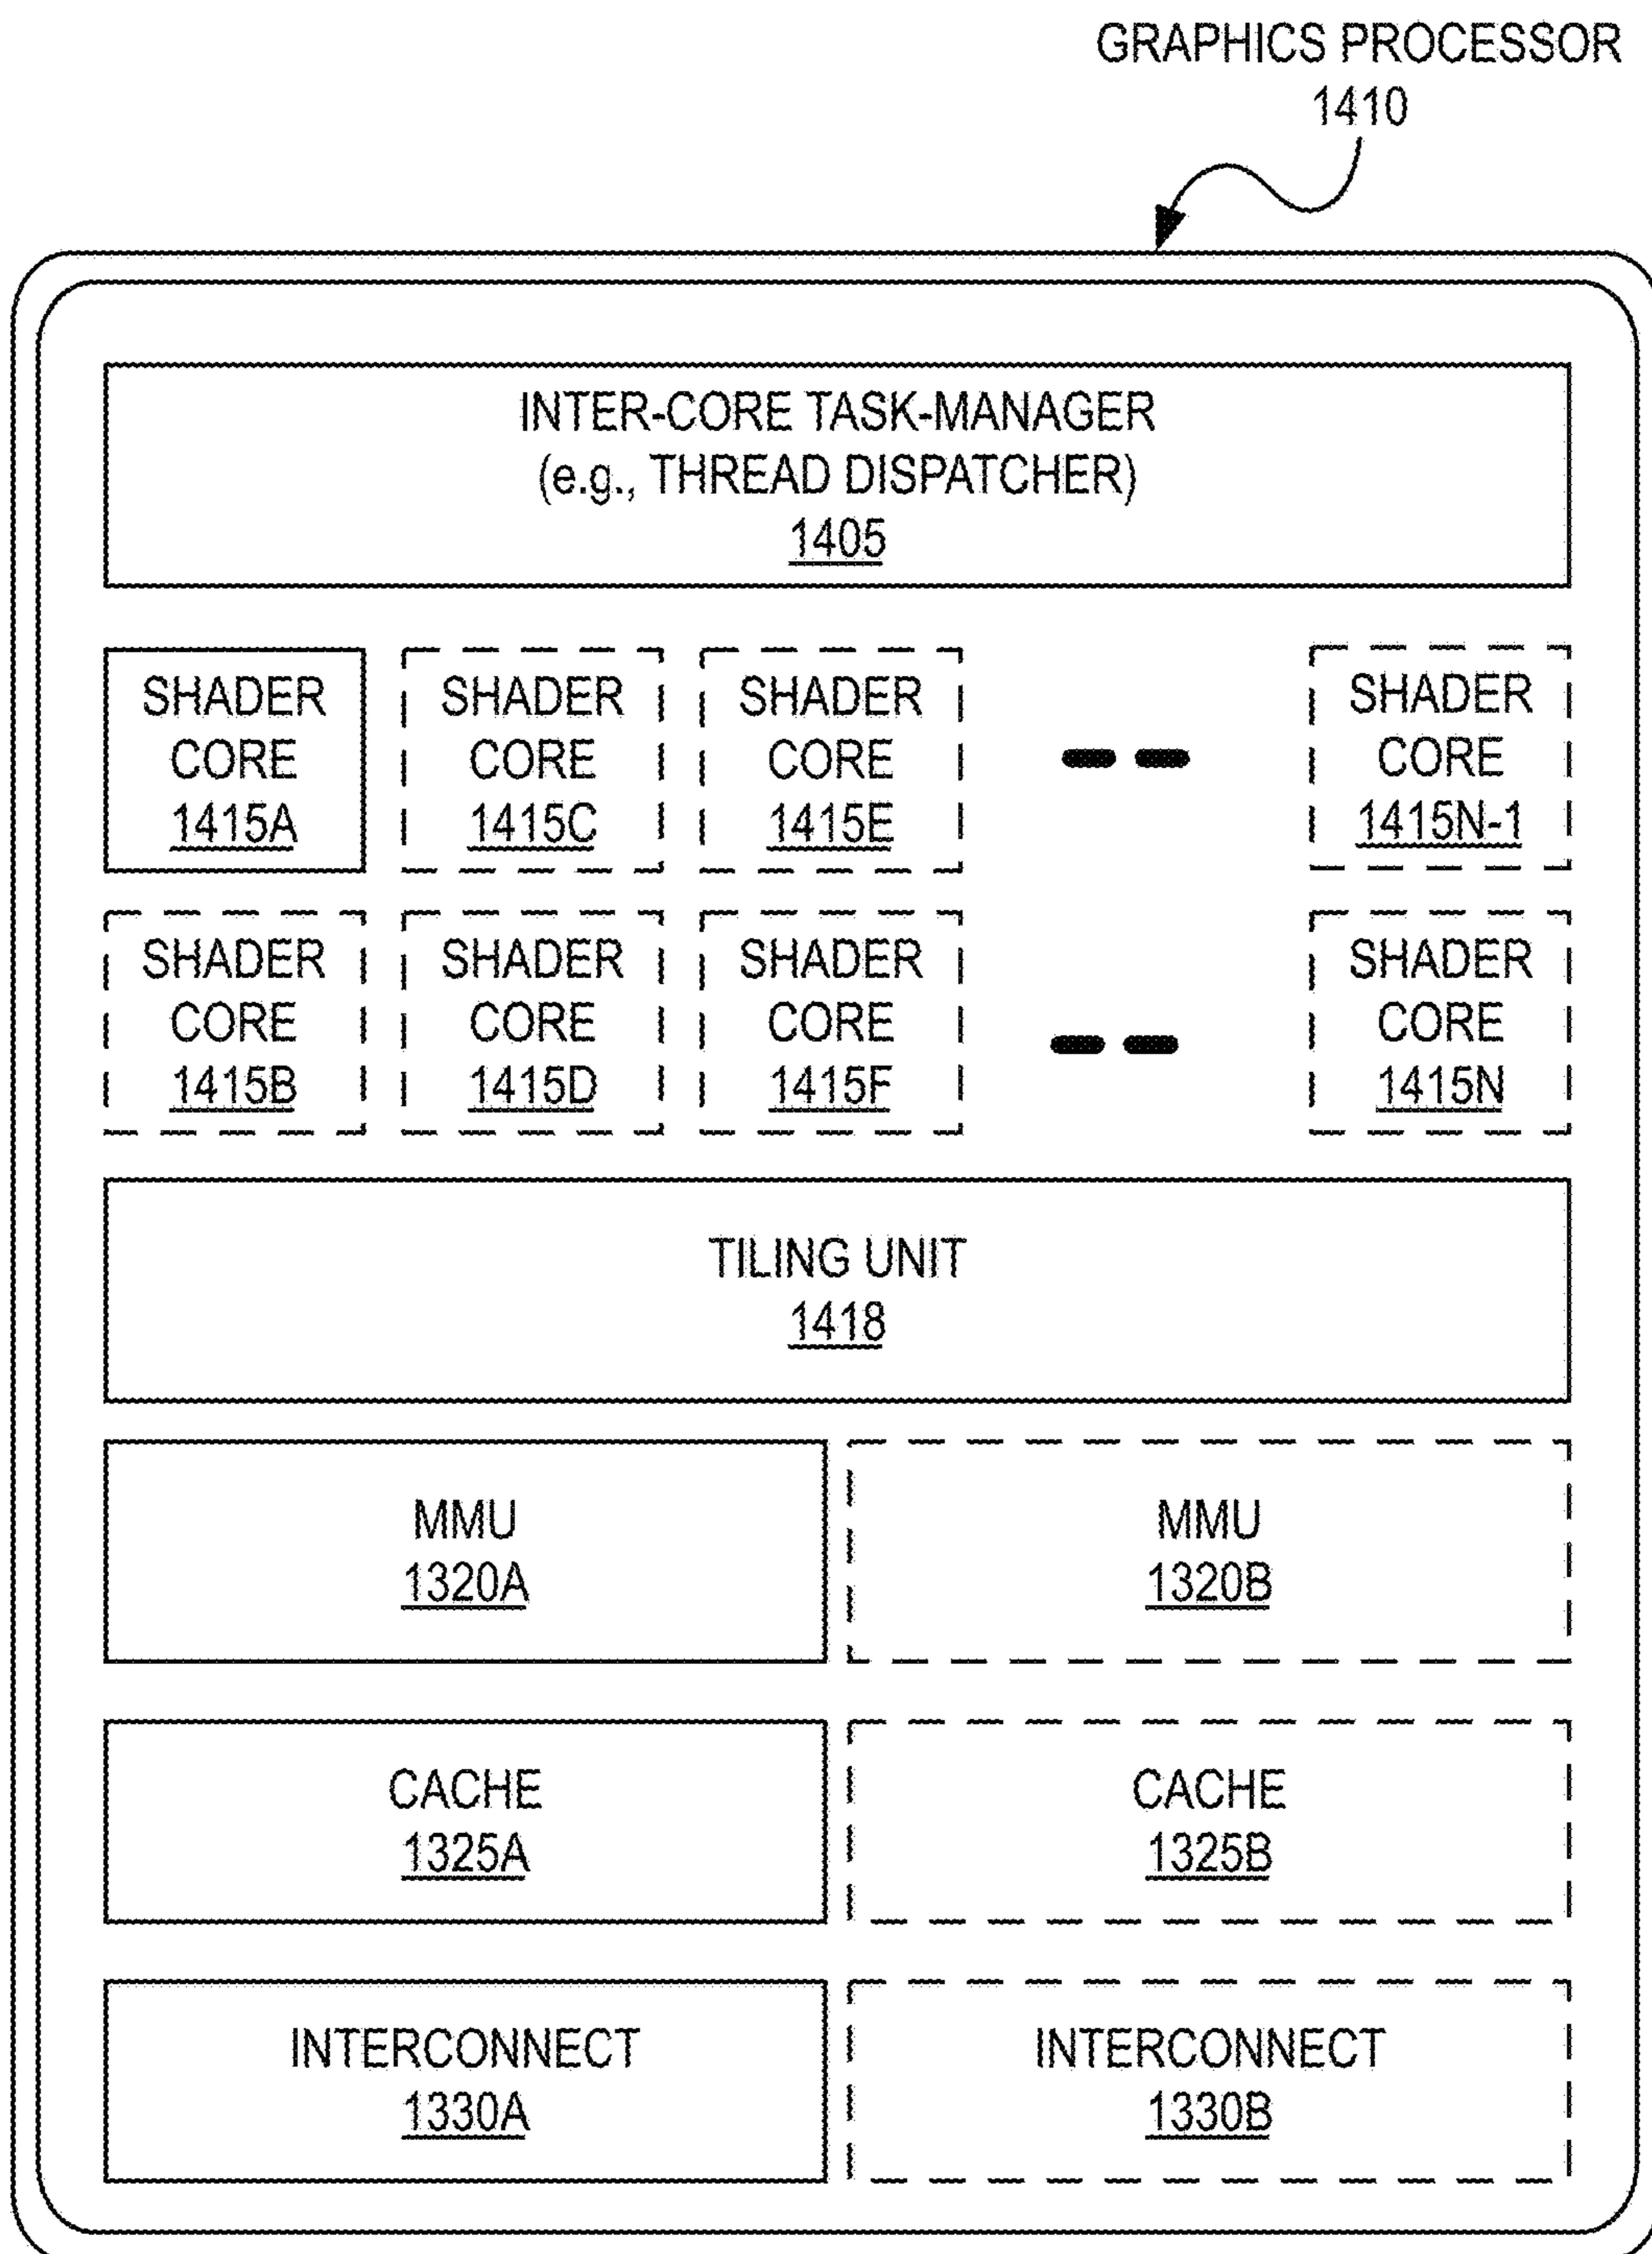 GRAPHICS PROCESSOR
1410
INTER-CORE TASK-MANAGER
(e.g., THREAD DISPATCHER)
1405
SHADER
CORE
1415A
SHADER
CORE
1415C
SHADER
CORE
1415E
SHADER
CORE
1415N-1
SHADER
CORE
1415B
SHADER
CORE
1415D
SHADER
CORE
1415F
SHADER
CORE
1415N
TILING UNIT
1418
MMU
1320A
MMU
1320B
CACHE
1325A
CACHE
1325B
INTERCONNECT
1330A
INTERCONNECT
1330B